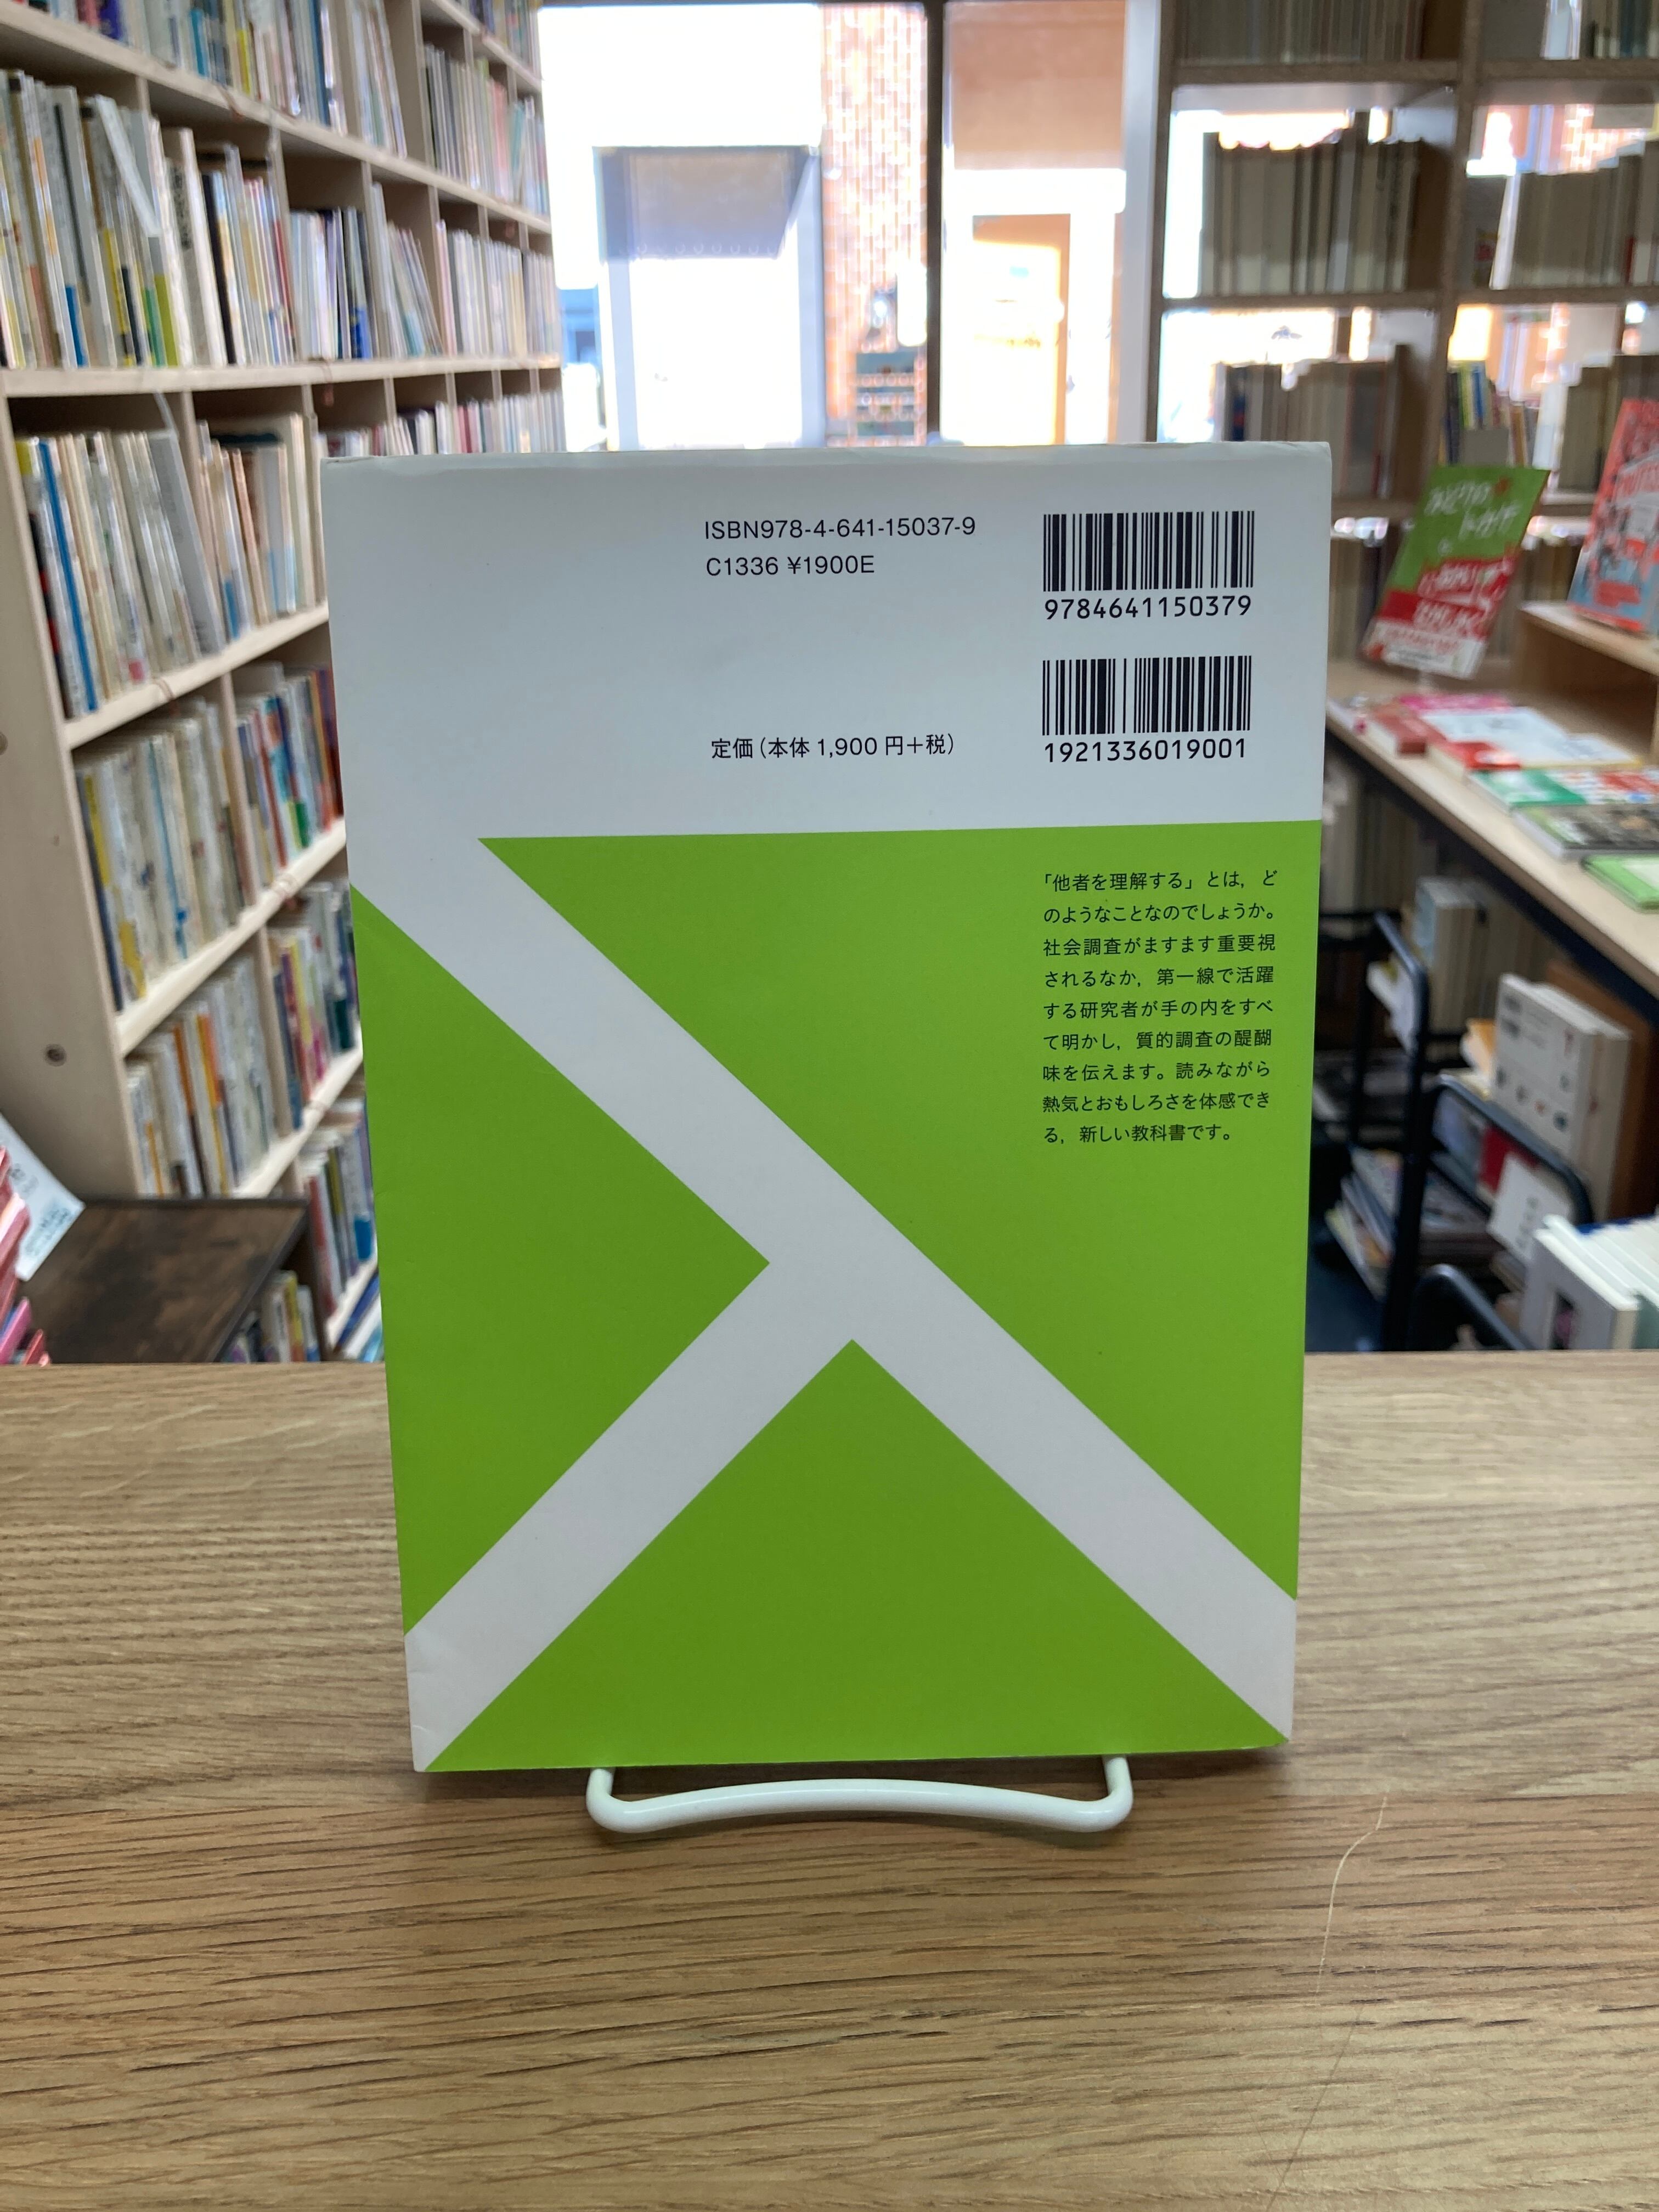 ISBN978-4-641-15037-9
C1336 ¥1900E
9784641150379
定価(本体 1,900 円+税)
1921336019001
「他者を理解する」とは，ど
のようなことなのでしょうか。
社会調査がますます重要視
されるなか，第一線で活躍
する研究者が手の内をすべ
て明かし，質的調査の醍醐
味を伝えます。読みながら
熱気とおもしろさを体感でき
る，新しい教科書です。